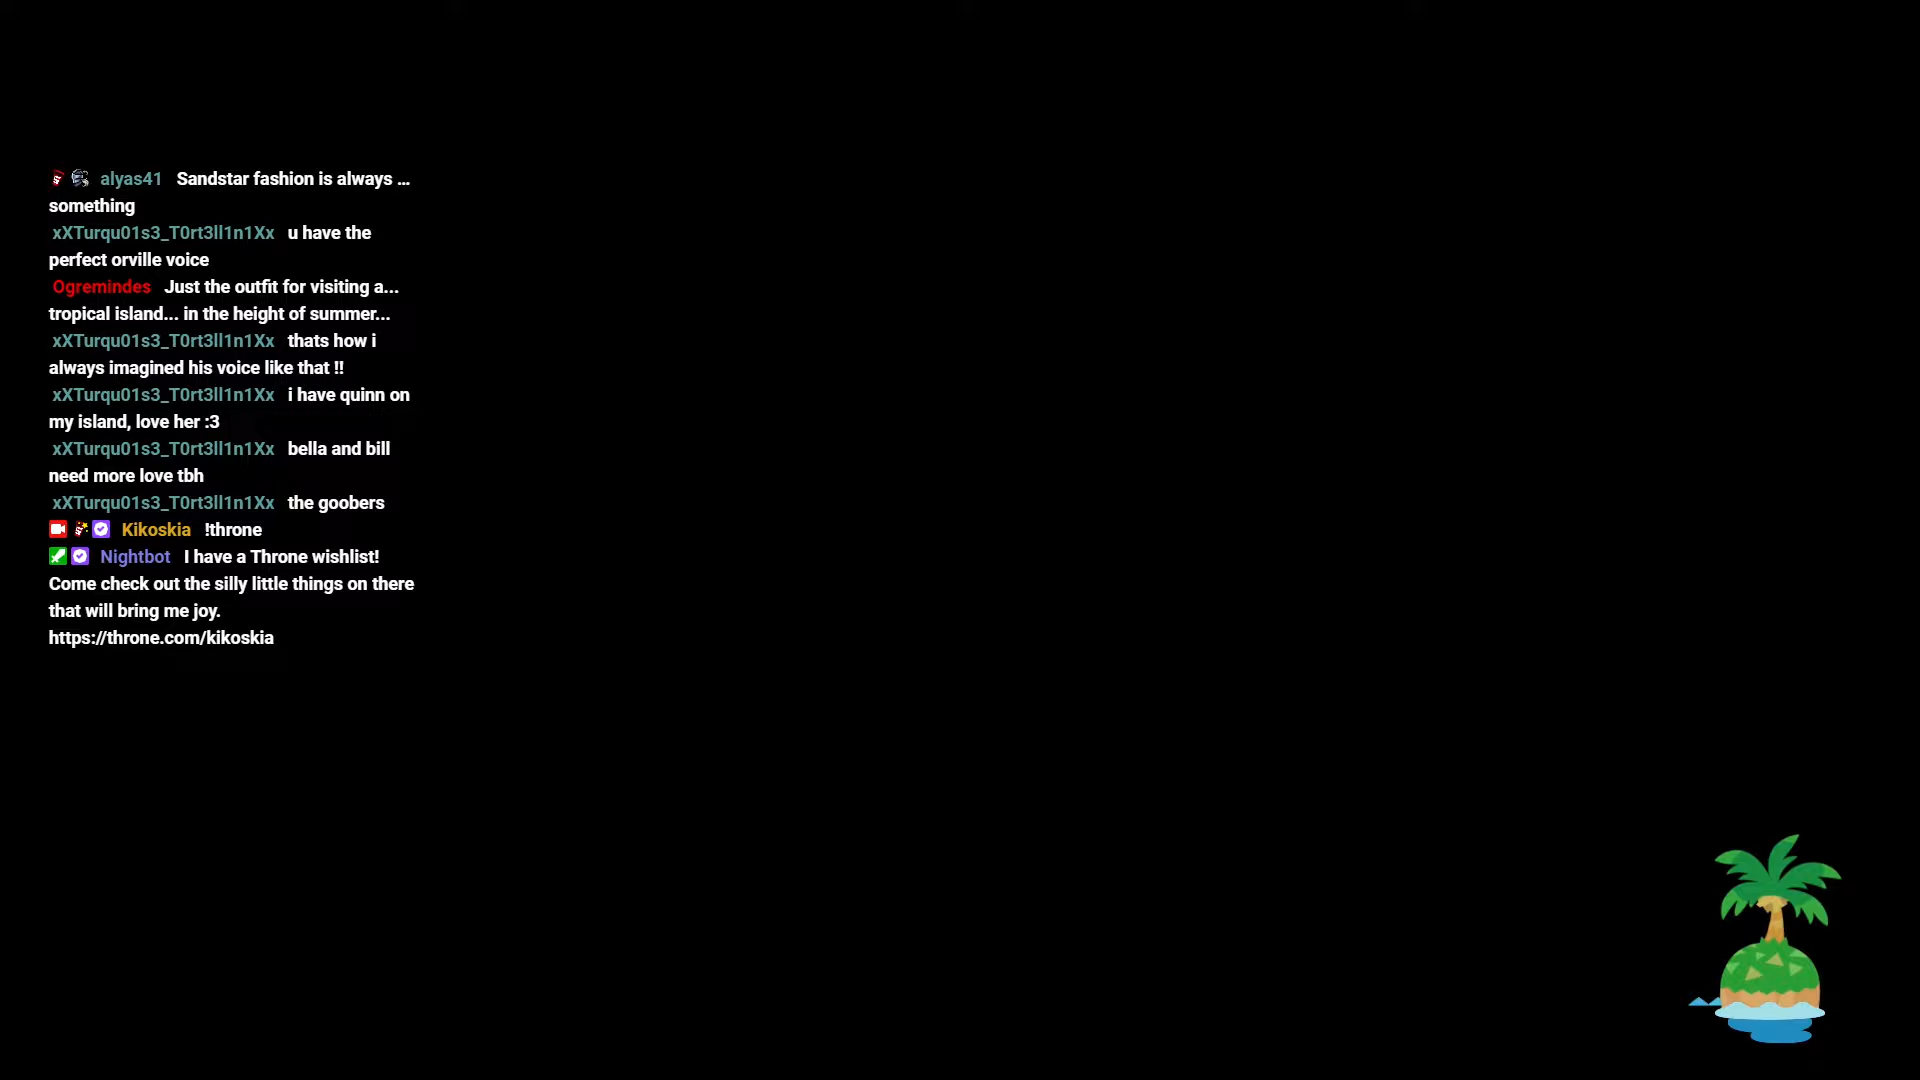 alyas41 Sandstar fashion is always ...
something
xXTurqu01s3_T0rt3ll1n1Xx u have the
perfect orville voice
Ogremindes Just the outfit for visiting a...
tropical island... in the height of summer...
xXTurqu01s3_T0rt3ll1n1Xx thats how i
always imagined his voice like that !!
xXTurqu01s3_T0rt3ll1n1Xx i have quinn on
my island, love her :3
xXTurqu01s3_T0rt3ll1n1Xx bella and bill
need more love tbh
xXTurqu01s3_T0rt3ll1n1Xx the goobers
Kikoskia !throne
Nightbot I have a Throne wishlist!
Come check out the silly little things on there
that will bring me joy.
https://throne.com/kikoskia